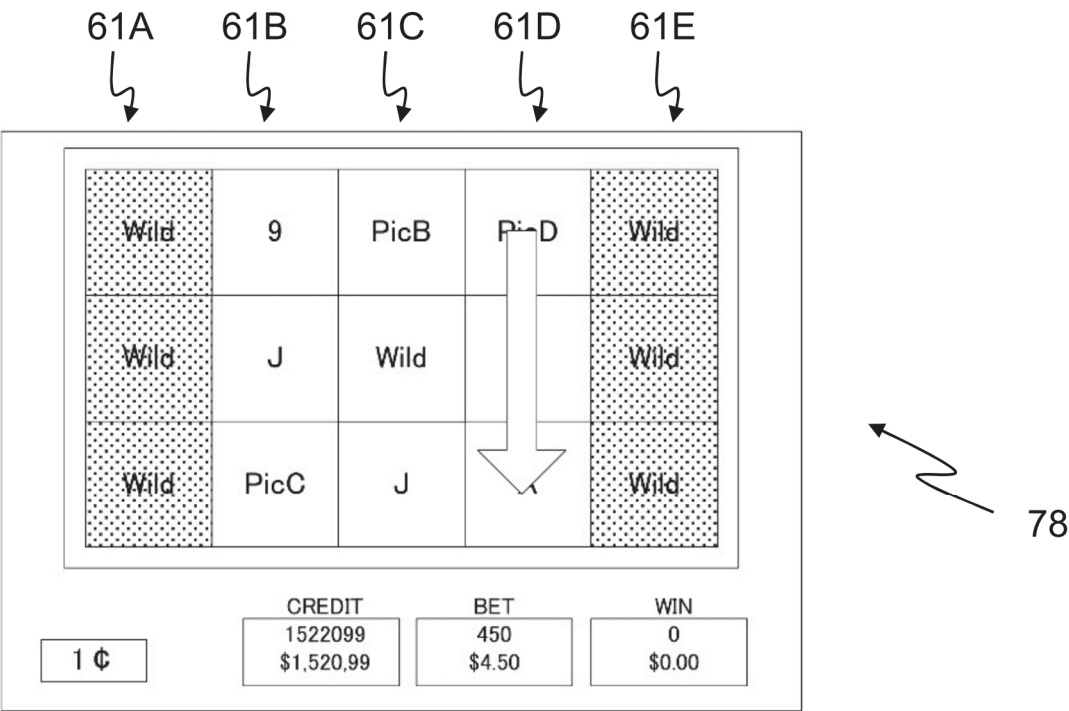 61A 61B 61C 61D 61E
Wild 9 PicB PicD Wild
Wild J Wild Wild
Wild PicC J Wild
78
CREDIT BET WIN
1522099 450 0
1 ¢ $1,520,99 $4.50 $0.00